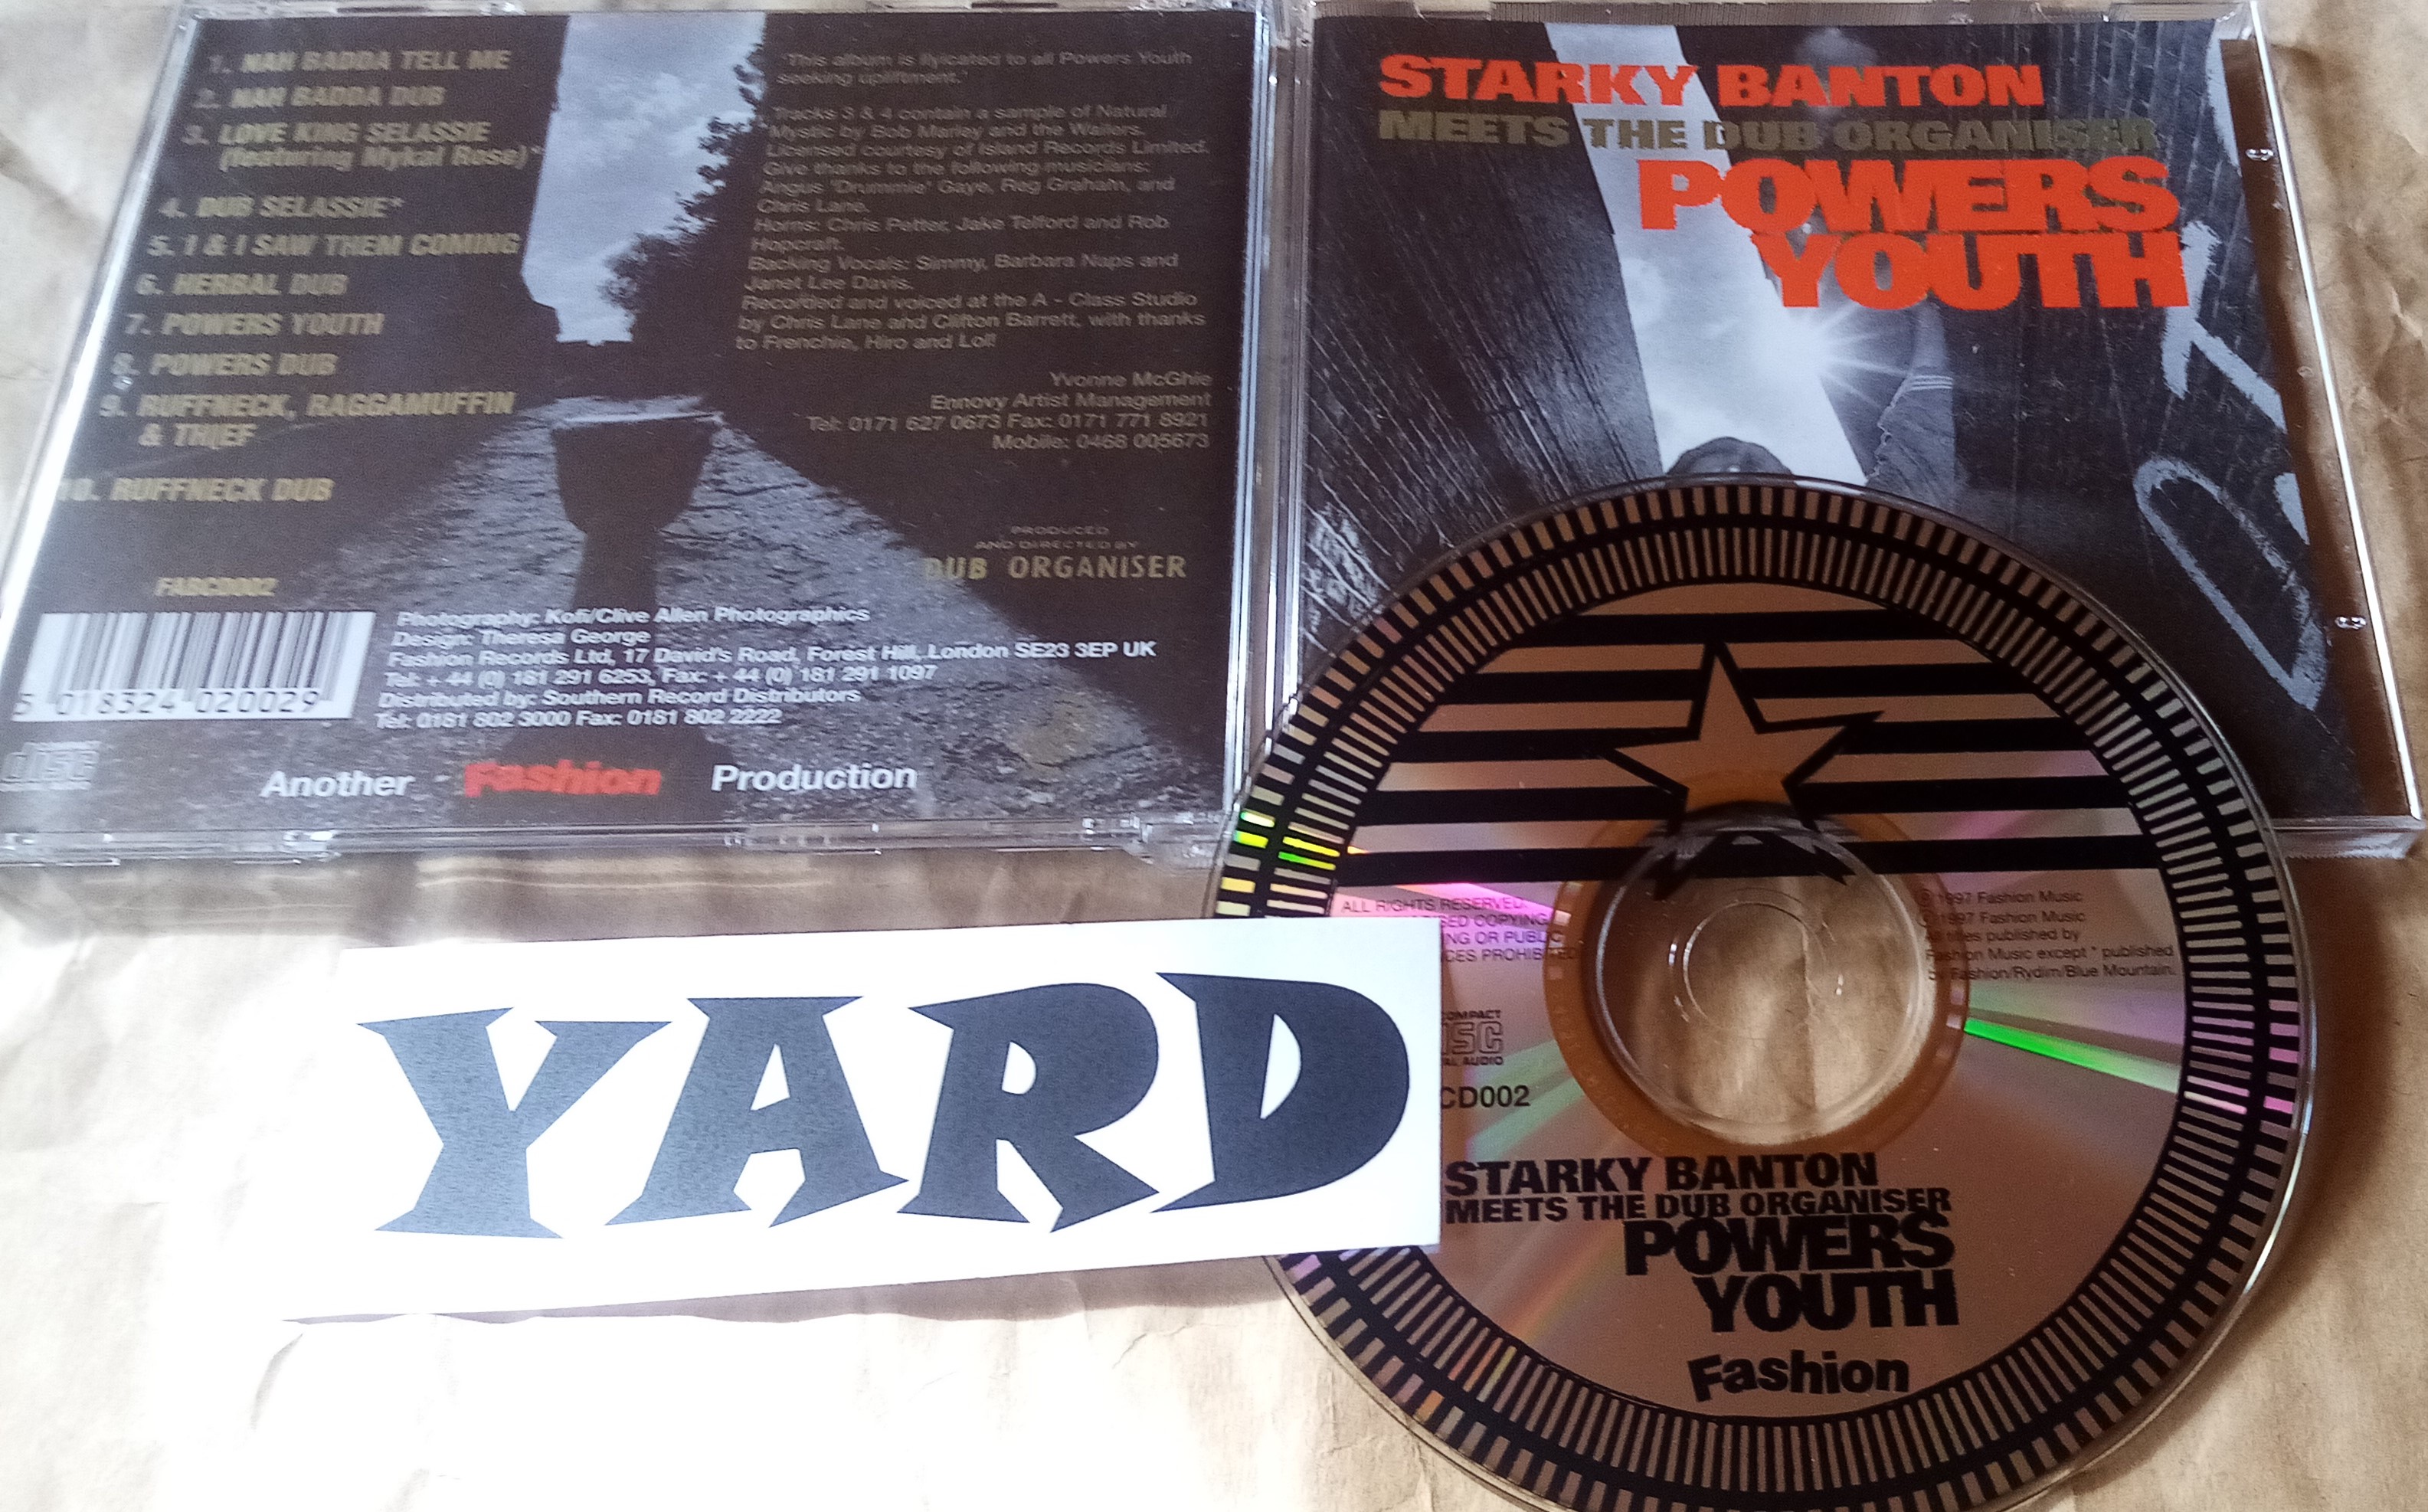 1. NAH BADDA TELL ME
2. NAH BADDA DUB
3. LOVE KING SELASSIE
(featuring Mykal Rose)*
4. DUB SELASSIE*
5. I & I SAW THEM COMING
6. HERBAL DUB
7. POWERS YOUTH
8. POWERS DUB
9. RUFFNECK, RAGGAMUFFIN
& THIEF
10. RUFFNECK DUB
FABCD002
5 018324 020029
DISC
'This album is ilyicated to all Powers Youth
seeking upliftment.'
Tracks 3 & 4 contain a sample of Natural
Mystic by Bob Marley and the Wailers.
Licensed courtesy of Island Records Limited.
Give thanks to the following musicians:
Angus "Drummie" Gaye, Reg Graham, and
Chris Lane.
Horns: Chris Petter, Jake Telford and Rob
Hopcraft.
Backing Vocals: Simmy, Barbara Naps and
Janet Lee Davis.
Recorded and voiced at the A - Class Studio
by Chris Lane and Clifton Barrett, with thanks
to Frenchie, Hiro and Lol!
Yvonne McGhie
Ennovy Artist Management
Tel: 0171 627 0673 Fax: 0171 771 8921
Mobile: 0468 005673
PRODUCED
AND DIRECTED BY
DUB ORGANISER
Photography: Kofi/Clive Allen Photographics
Design: Theresa George
Fashion Records Ltd, 17 David's Road, Forest Hill, London SE23 3EP UK
Tel: + 44 (0) 181 291 6253, Fax: + 44 (0) 181 291 1097
Distributed by: Southern Record Distributors
Tel: 0181 802 3000 Fax: 0181 802 2222
Another Fashion Production
STARKY BANTON
MEETS THE DUB ORGANISER
POWERS
YOUTH
YARD
ALL RIGHTS RESERVED.
COPYING
OR PUBLIC
PROHIBITED
℗ 1997 Fashion Music
© 1997 Fashion Music
All titles published by
Fashion Music except * published
by Fashion/Rydim/Blue Mountain.
COMPACT
DISC
AUDIO
CD002
STARKY BANTON
MEETS THE DUB ORGANISER
POWERS
YOUTH
Fashion